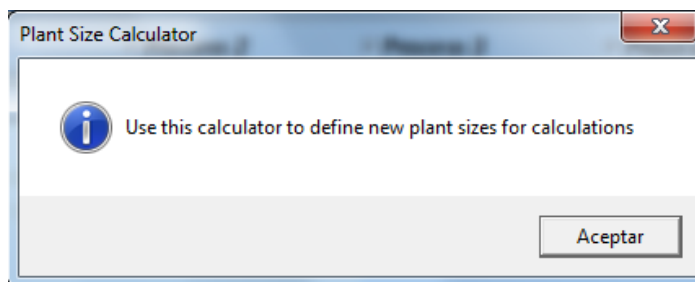 Plant Size Calculator
Use this calculator to define new plant sizes for calculations
Aceptar